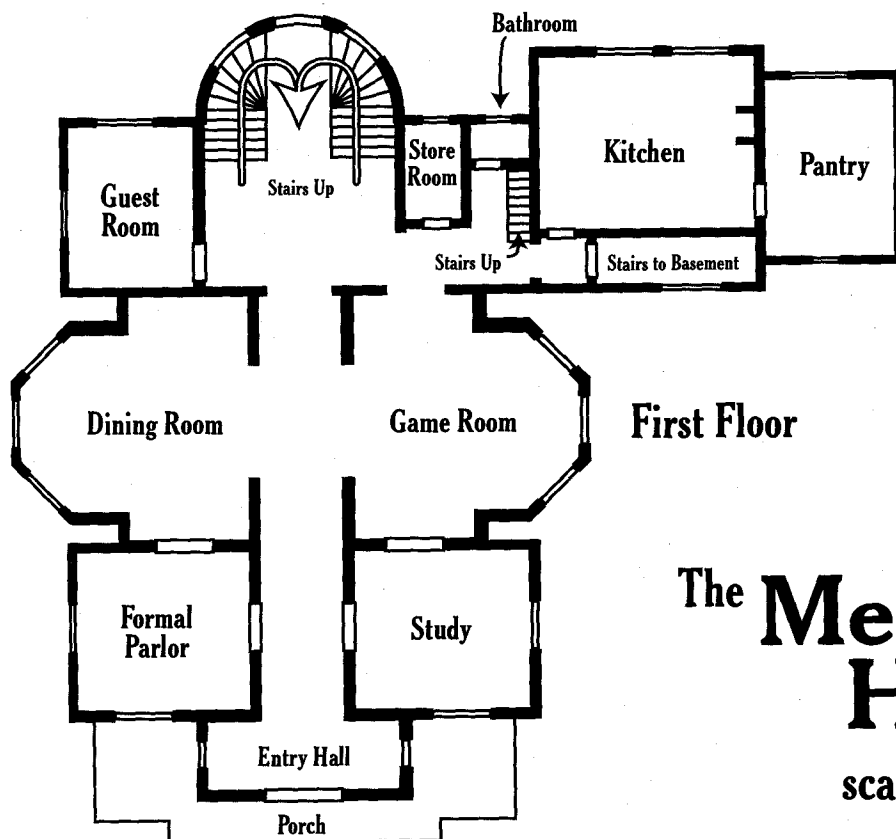 Bathroom
Store
Room
Kitchen
Pantry
Guest
Room
Stairs Up
Stairs Up
Stairs to Basement
Dining Room
Game Room
First Floor
The
Formal
Parlor
Study
Entry Hall
Porch